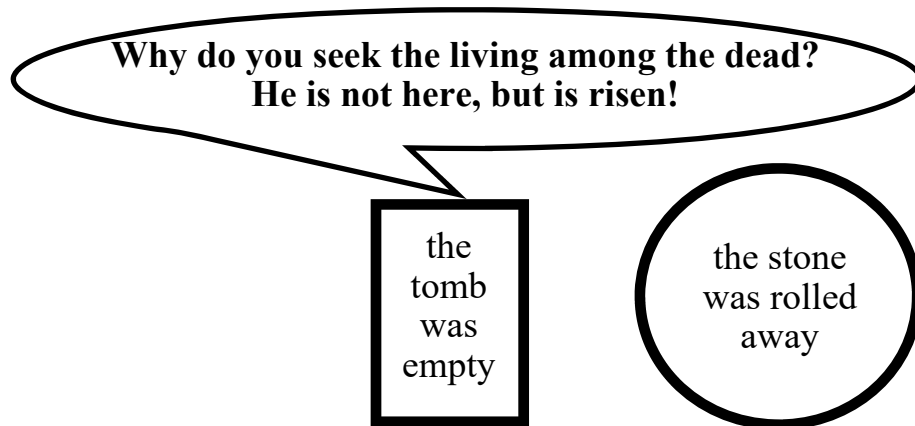 Why do you seek the living among the dead?
He is not here, but is risen!
the
tomb
was
empty
the stone
was rolled
away